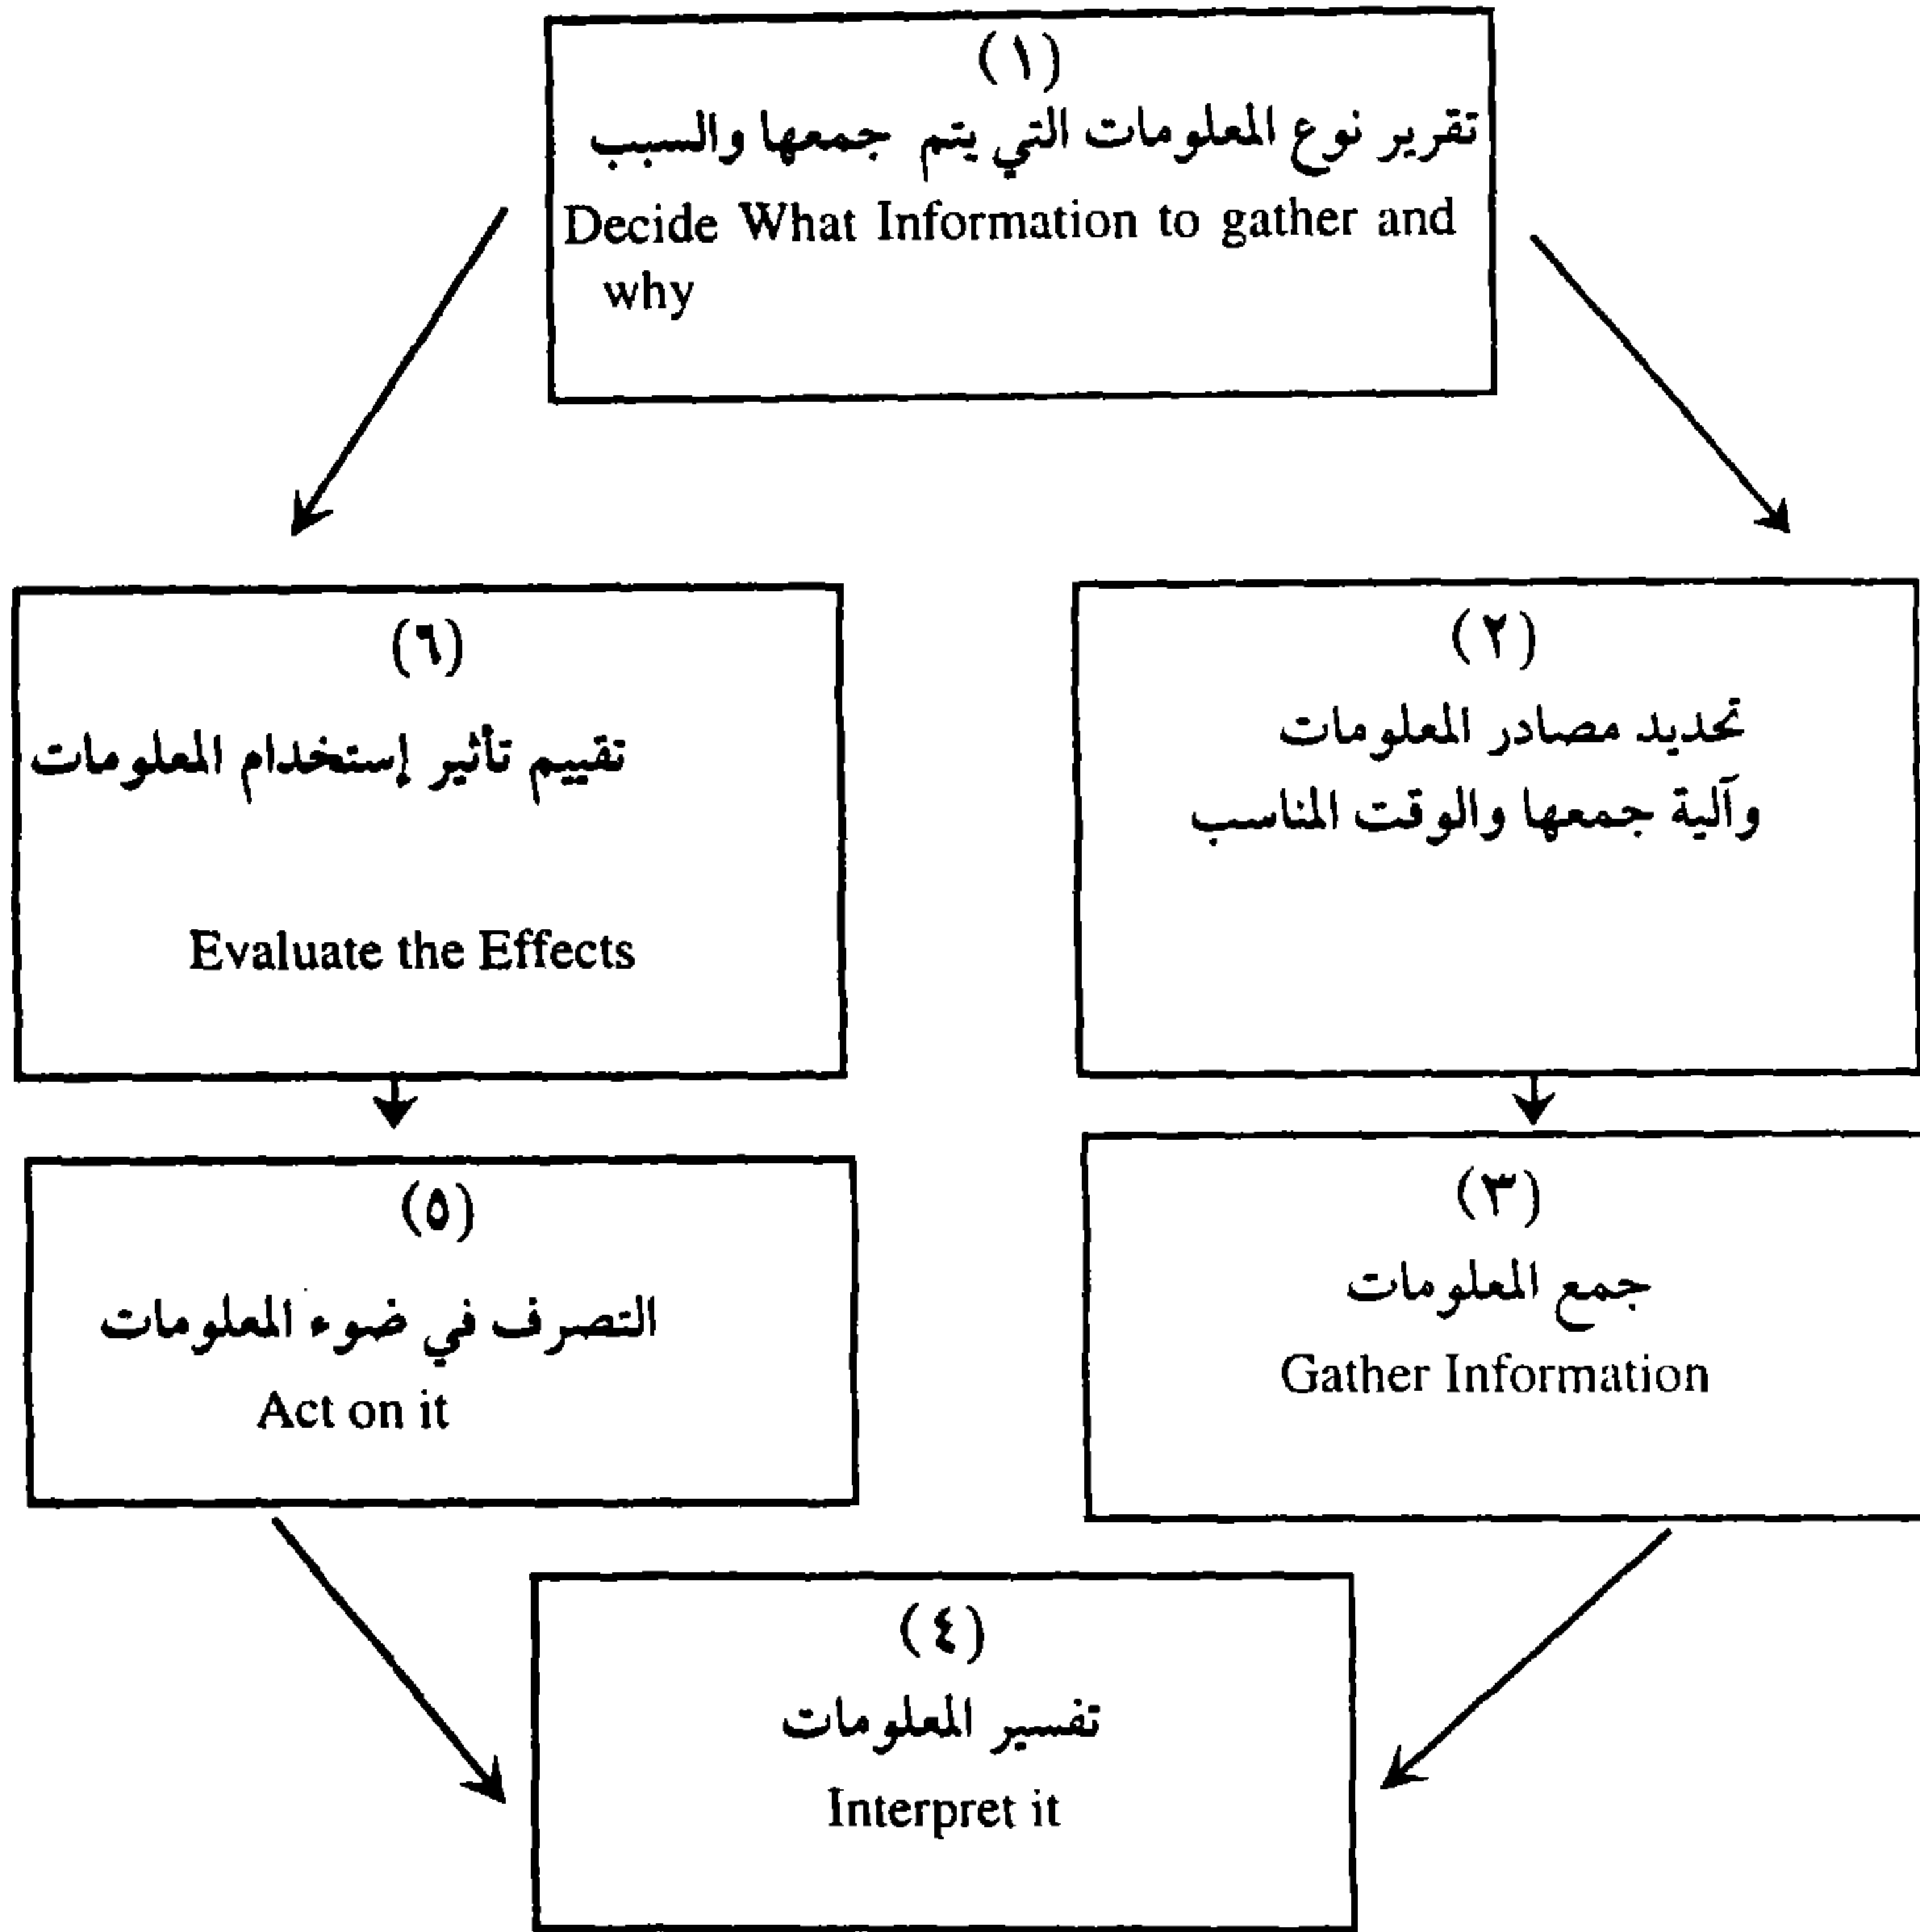 (١)
تقرير نوع المعلومات التي يتم جمعها والسبب
Decide What Information to gather and
why
(٢)
تحديد مصادر المعلومات
وآلية جمعها والوقت المناسب
(٦)
تقييم تأثير إستخدام المعلومات
Evaluate the Effects
(٣)
جمع المعلومات
Gather Information
(٥)
التصرف في ضوء المعلومات
Act on it
(٤)
تفسير المعلومات
Interpret it